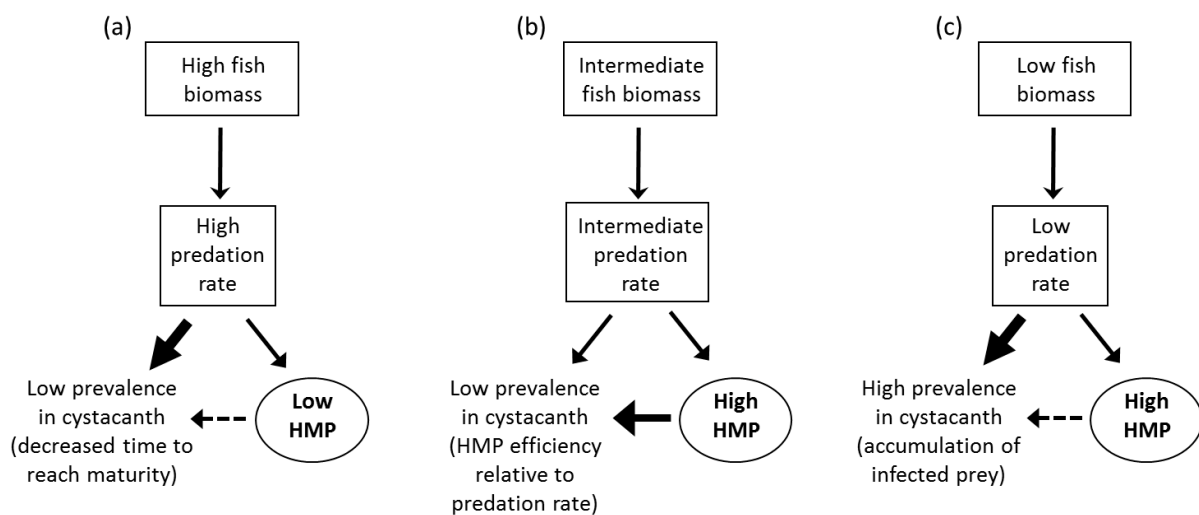 (a)
High fish
biomass
High
predation
rate
Low prevalence
in cystacanth
(decreased time to
reach maturity)
Low
HMP
(b)
Intermediate
fish biomass
Intermediate
predation
rate
Low prevalence
in cystacanth
(HMP efficiency
relative to
predation rate)
High
HMP
(c)
Low fish
biomass
Low
predation
rate
High prevalence
in cystacanth
(accumulation of
infected prey)
High
HMP